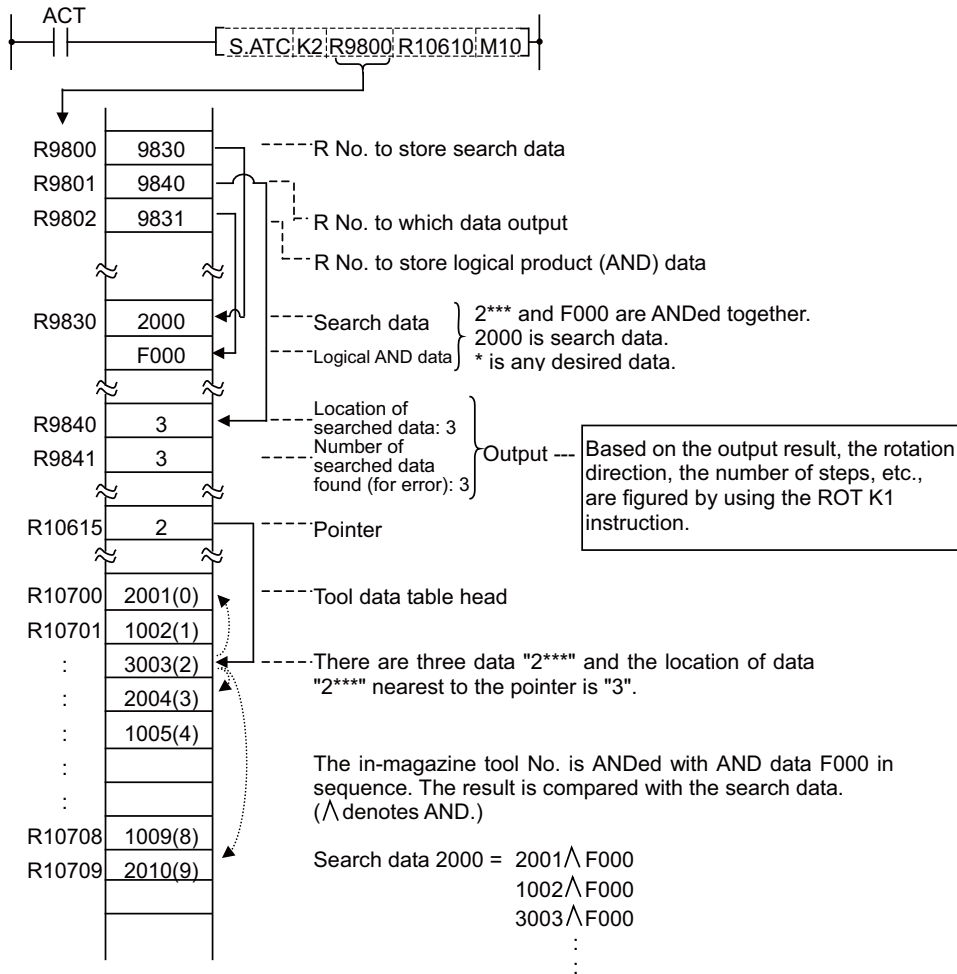 ACT
S.ATC K2 R9800 R10610 M10
R9800 9830 R No. to store search data
R9801 9840
R9802 9831 R No. to which data output
R No. to store logical product (AND) data
R9830 2000 Search data
F000 Logical AND data
2*** and F000 are ANDed together.
2000 is search data.
* is any desired data.
R9840 3 Location of
searched data: 3
R9841 3 Number of
searched data
found (for error): 3
Output ---
Based on the output result, the rotation
direction, the number of steps, etc.,
are figured by using the ROT K1
instruction.
R10615 2 Pointer
R10700 2001(0) Tool data table head
R10701 1002(1)
: 3003(2) There are three data "2***" and the location of data
"2***" nearest to the pointer is "3".
: 2004(3)
: 1005(4)
:
:
The in-magazine tool No. is ANDed with AND data F000 in
sequence. The result is compared with the search data.
(⋀ denotes AND.)
R10708 1009(8)
R10709 2010(9)
Search data 2000 = 2001⋀F000
1002⋀F000
3003⋀F000
:
: